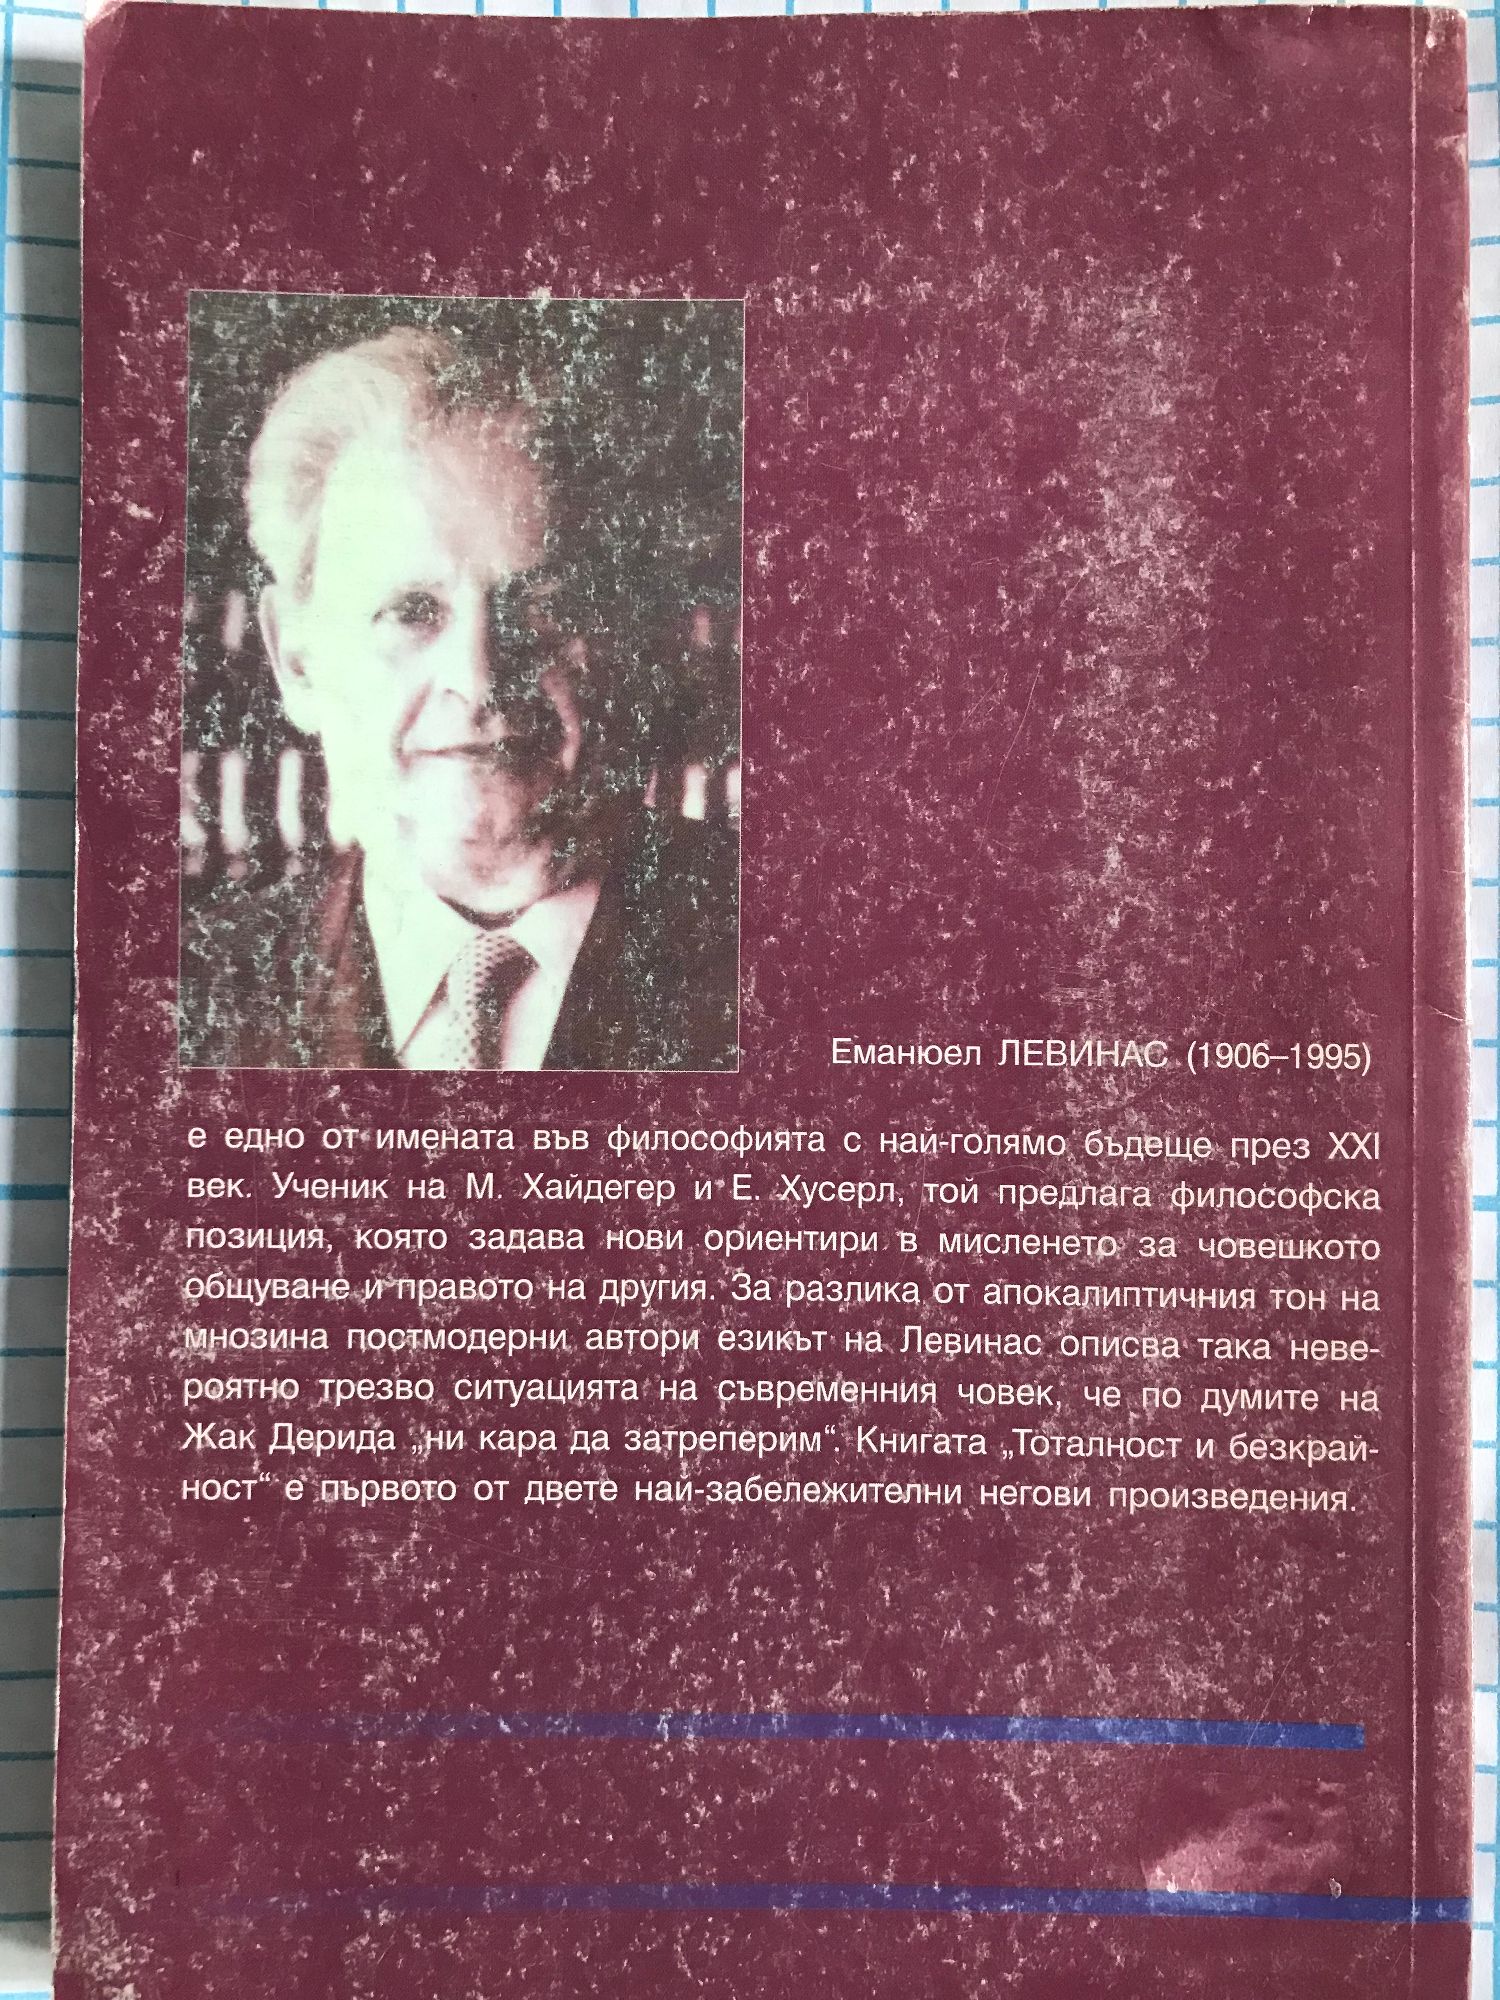 Еманюел ЛЕВИНАС (1906–1995)
е едно от имената във философията с най-голямо бъдеще през XXI
век. Ученик на М. Хайдегер и Е. Хусерл, той предлага философска
позиция, която задава нови ориентири в мисленето за човешкото
общуване и правото на другия. За разлика от апокалиптичния тон на
мнозина постмодерни автори езикът на Левинас описва така неве-
роятно трезво ситуацията на съвременния човек, че по думите на
Жак Дерида „ни кара да затреперим“. Книгата „Тоталност и безкрай-
ност“ е първото от двете най-забележителни негови произведения.